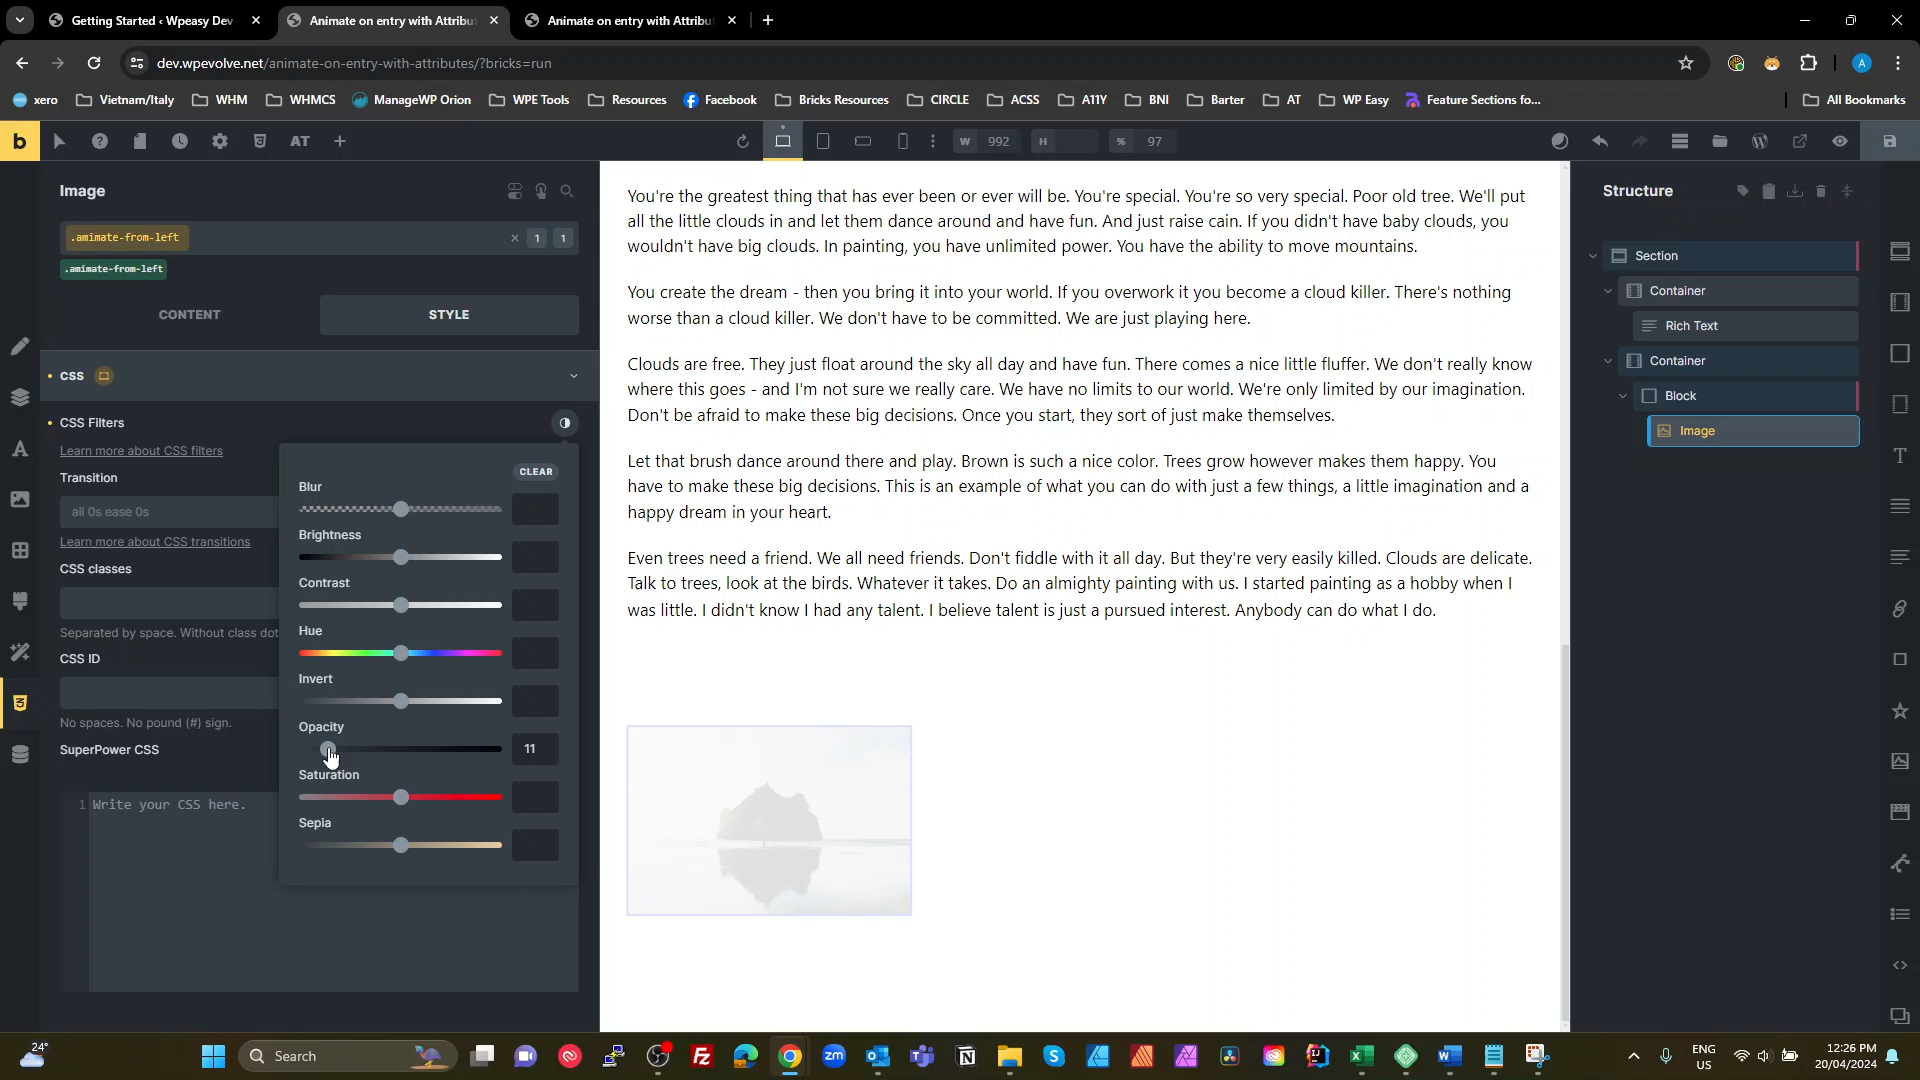 Getting Started ‹ Wpeasy Dev
Animate on entry with Attribu
Animate on entry with Attribu
dev.wpevolve.net/animate-on-entry-with-attributes/?bricks=run
xero
Vietnam/Italy
WHM
WHMCS
ManageWP Orion
WPE Tools
Resources
Facebook
Bricks Resources
CIRCLE
ACSS
A11Y
BNI
Barter
AT
WP Easy
Feature Sections fo...
All Bookmarks
A
b
AT
W 992
H
% 97
Image
.amimate-from-left
1 1
.amimate-from-left
CONTENT
STYLE
CSS
CSS Filters
Learn more about CSS filters
Transition
all 0s ease 0s
Learn more about CSS transitions
CSS classes
Separated by space. Without class dot
CSS ID
No spaces. No pound (#) sign.
SuperPower CSS
1 Write your CSS here.
CLEAR
Blur
Brightness
Contrast
Hue
Invert
Opacity
11
Saturation
Sepia
You're the greatest thing that has ever been or ever will be. You're special. You're so very special. Poor old tree. We'll put
all the little clouds in and let them dance around and have fun. And just raise cain. If you didn't have baby clouds, you
wouldn't have big clouds. In painting, you have unlimited power. You have the ability to move mountains.
You create the dream - then you bring it into your world. If you overwork it you become a cloud killer. There's nothing
worse than a cloud killer. We don't have to be committed. We are just playing here.
Clouds are free. They just float around the sky all day and have fun. There comes a nice little fluffer. We don't really know
where this goes - and I'm not sure we really care. We have no limits to our world. We're only limited by our imagination.
Don't be afraid to make these big decisions. Once you start, they sort of just make themselves.
Let that brush dance around there and play. Brown is such a nice color. Trees grow however makes them happy. You
have to make these big decisions. This is an example of what you can do with just a few things, a little imagination and a
happy dream in your heart.
Even trees need a friend. We all need friends. Don't fiddle with it all day. But they're very easily killed. Clouds are delicate.
Talk to trees, look at the birds. Whatever it takes. Do an almighty painting with us. I started painting as a hobby when I
was little. I didn't know I had any talent. I believe talent is just a pursued interest. Anybody can do what I do.
Structure
Section
Container
Rich Text
Container
Block
Image
24°
Search
zm
ENG
US
12:26 PM
20/04/2024